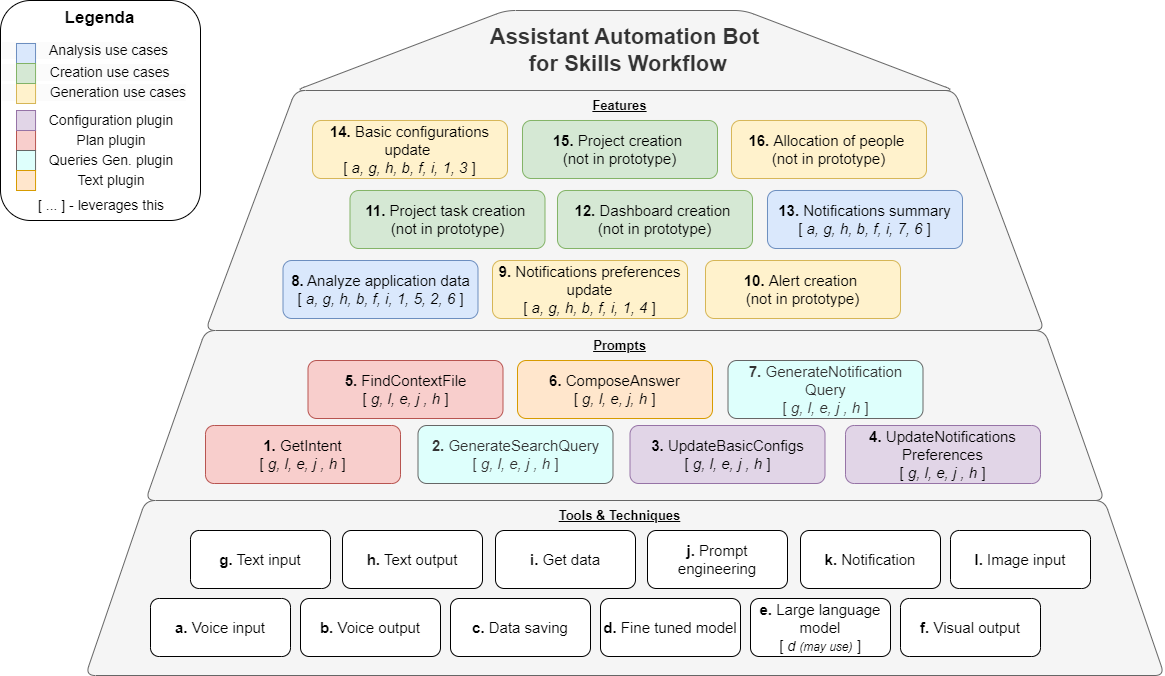 Legenda
Analysis use cases
Creation use cases
Generation use cases
Configuration plugin
Plan plugin
Queries Gen. plugin
Text plugin
[ ... ] - leverages this
Assistant Automation Bot
for Skills Workflow
Features
14. Basic configurations
update
[ a, g, h, b, f, i, 1, 3 ]
15. Project creation
(not in prototype)
16. Allocation of people
(not in prototype)
11. Project task creation
(not in prototype)
12. Dashboard creation
(not in prototype)
13. Notifications summary
[ a, g, h, b, f, i, 7, 6 ]
8. Analyze application data
[ a, g, h, b, f, i, 1, 5, 2, 6 ]
9. Notifications preferences
update
[ a, g, h, b, f, i, 1, 4 ]
10. Alert creation
(not in prototype)
Prompts
5. FindContextFile
[ g, l, e, j , h ]
6. ComposeAnswer
[ g, l, e, j, h ]
7. GenerateNotification
Query
[ g, l, e, j , h ]
1. GetIntent
[ g, l, e, j , h ]
2. GenerateSearchQuery
[ g, l, e, j , h ]
3. UpdateBasicConfigs
[ g, l, e, j , h ]
4. UpdateNotifications
Preferences
[ g, l, e, j , h ]
Tools & Techniques
g. Text input
h. Text output
i. Get data
j. Prompt
engineering
k. Notification
l. Image input
a. Voice input
b. Voice output
c. Data saving
d. Fine tuned model
e. Large language
model
[ d (may use) ]
f. Visual output